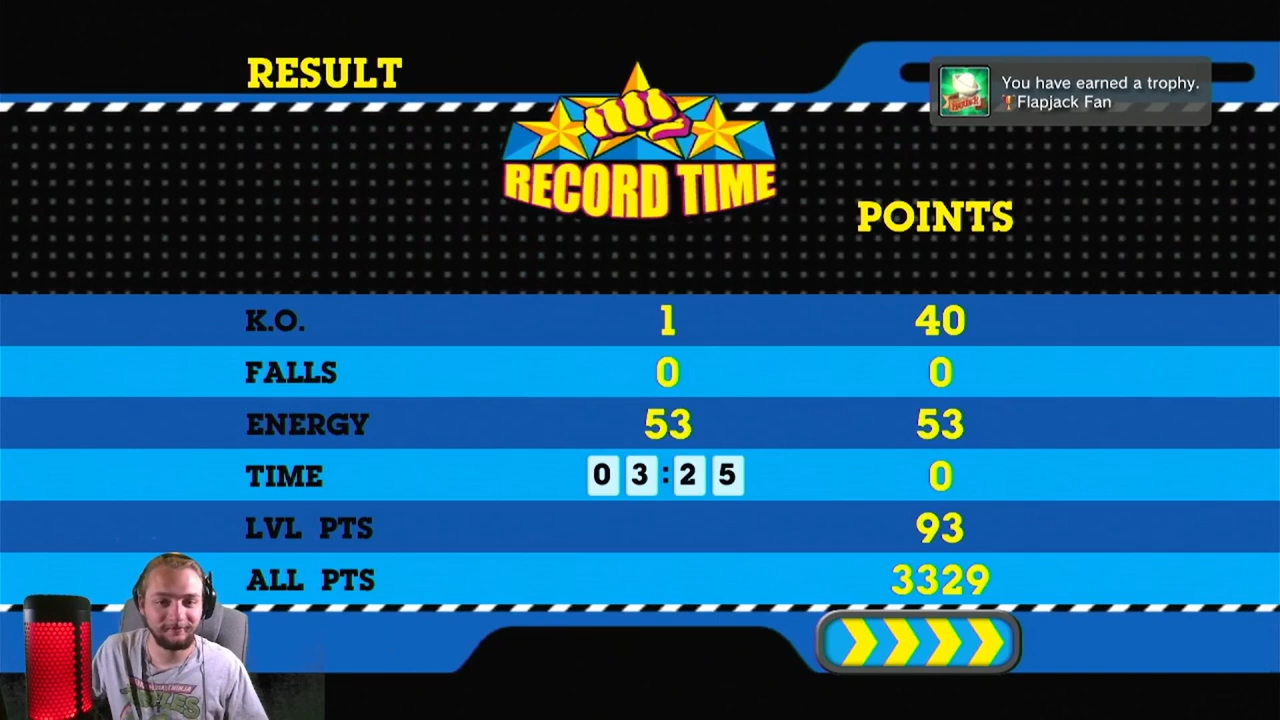 RESULT
You have earned a trophy.
Flapjack Fan
RECORD TIME
POINTS
K.O. 1 40
FALLS 0 0
ENERGY 53 53
TIME 03:25 0
LVL PTS 93
ALL PTS 3329